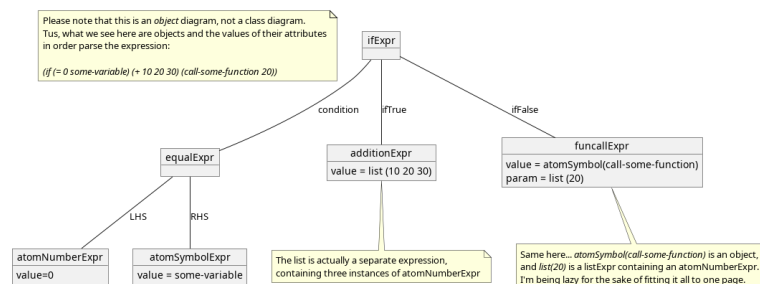 Please note that this is an object diagram, not a class diagram.
Tus, what we see here are objects and the values of their attributes
in order parse the expression:
(if (= 0 some-variable) (+ 10 20 30) (call-some-function 20))
ifExpr
condition
ifTrue
ifFalse
equalExpr
additionExpr
value = list (10 20 30)
funcallExpr
value = atomSymbol(call-some-function)
param = list (20)
LHS
RHS
atomNumberExpr
value=0
atomSymbolExpr
value = some-variable
The list is actually a separate expression,
containing three instances of atomNumberExpr
Same here... atomSymbol(call-some-function) is an object,
and list(20) is a listExpr containing an atomNumberExpr.
I'm being lazy for the sake of fitting it all to one page.